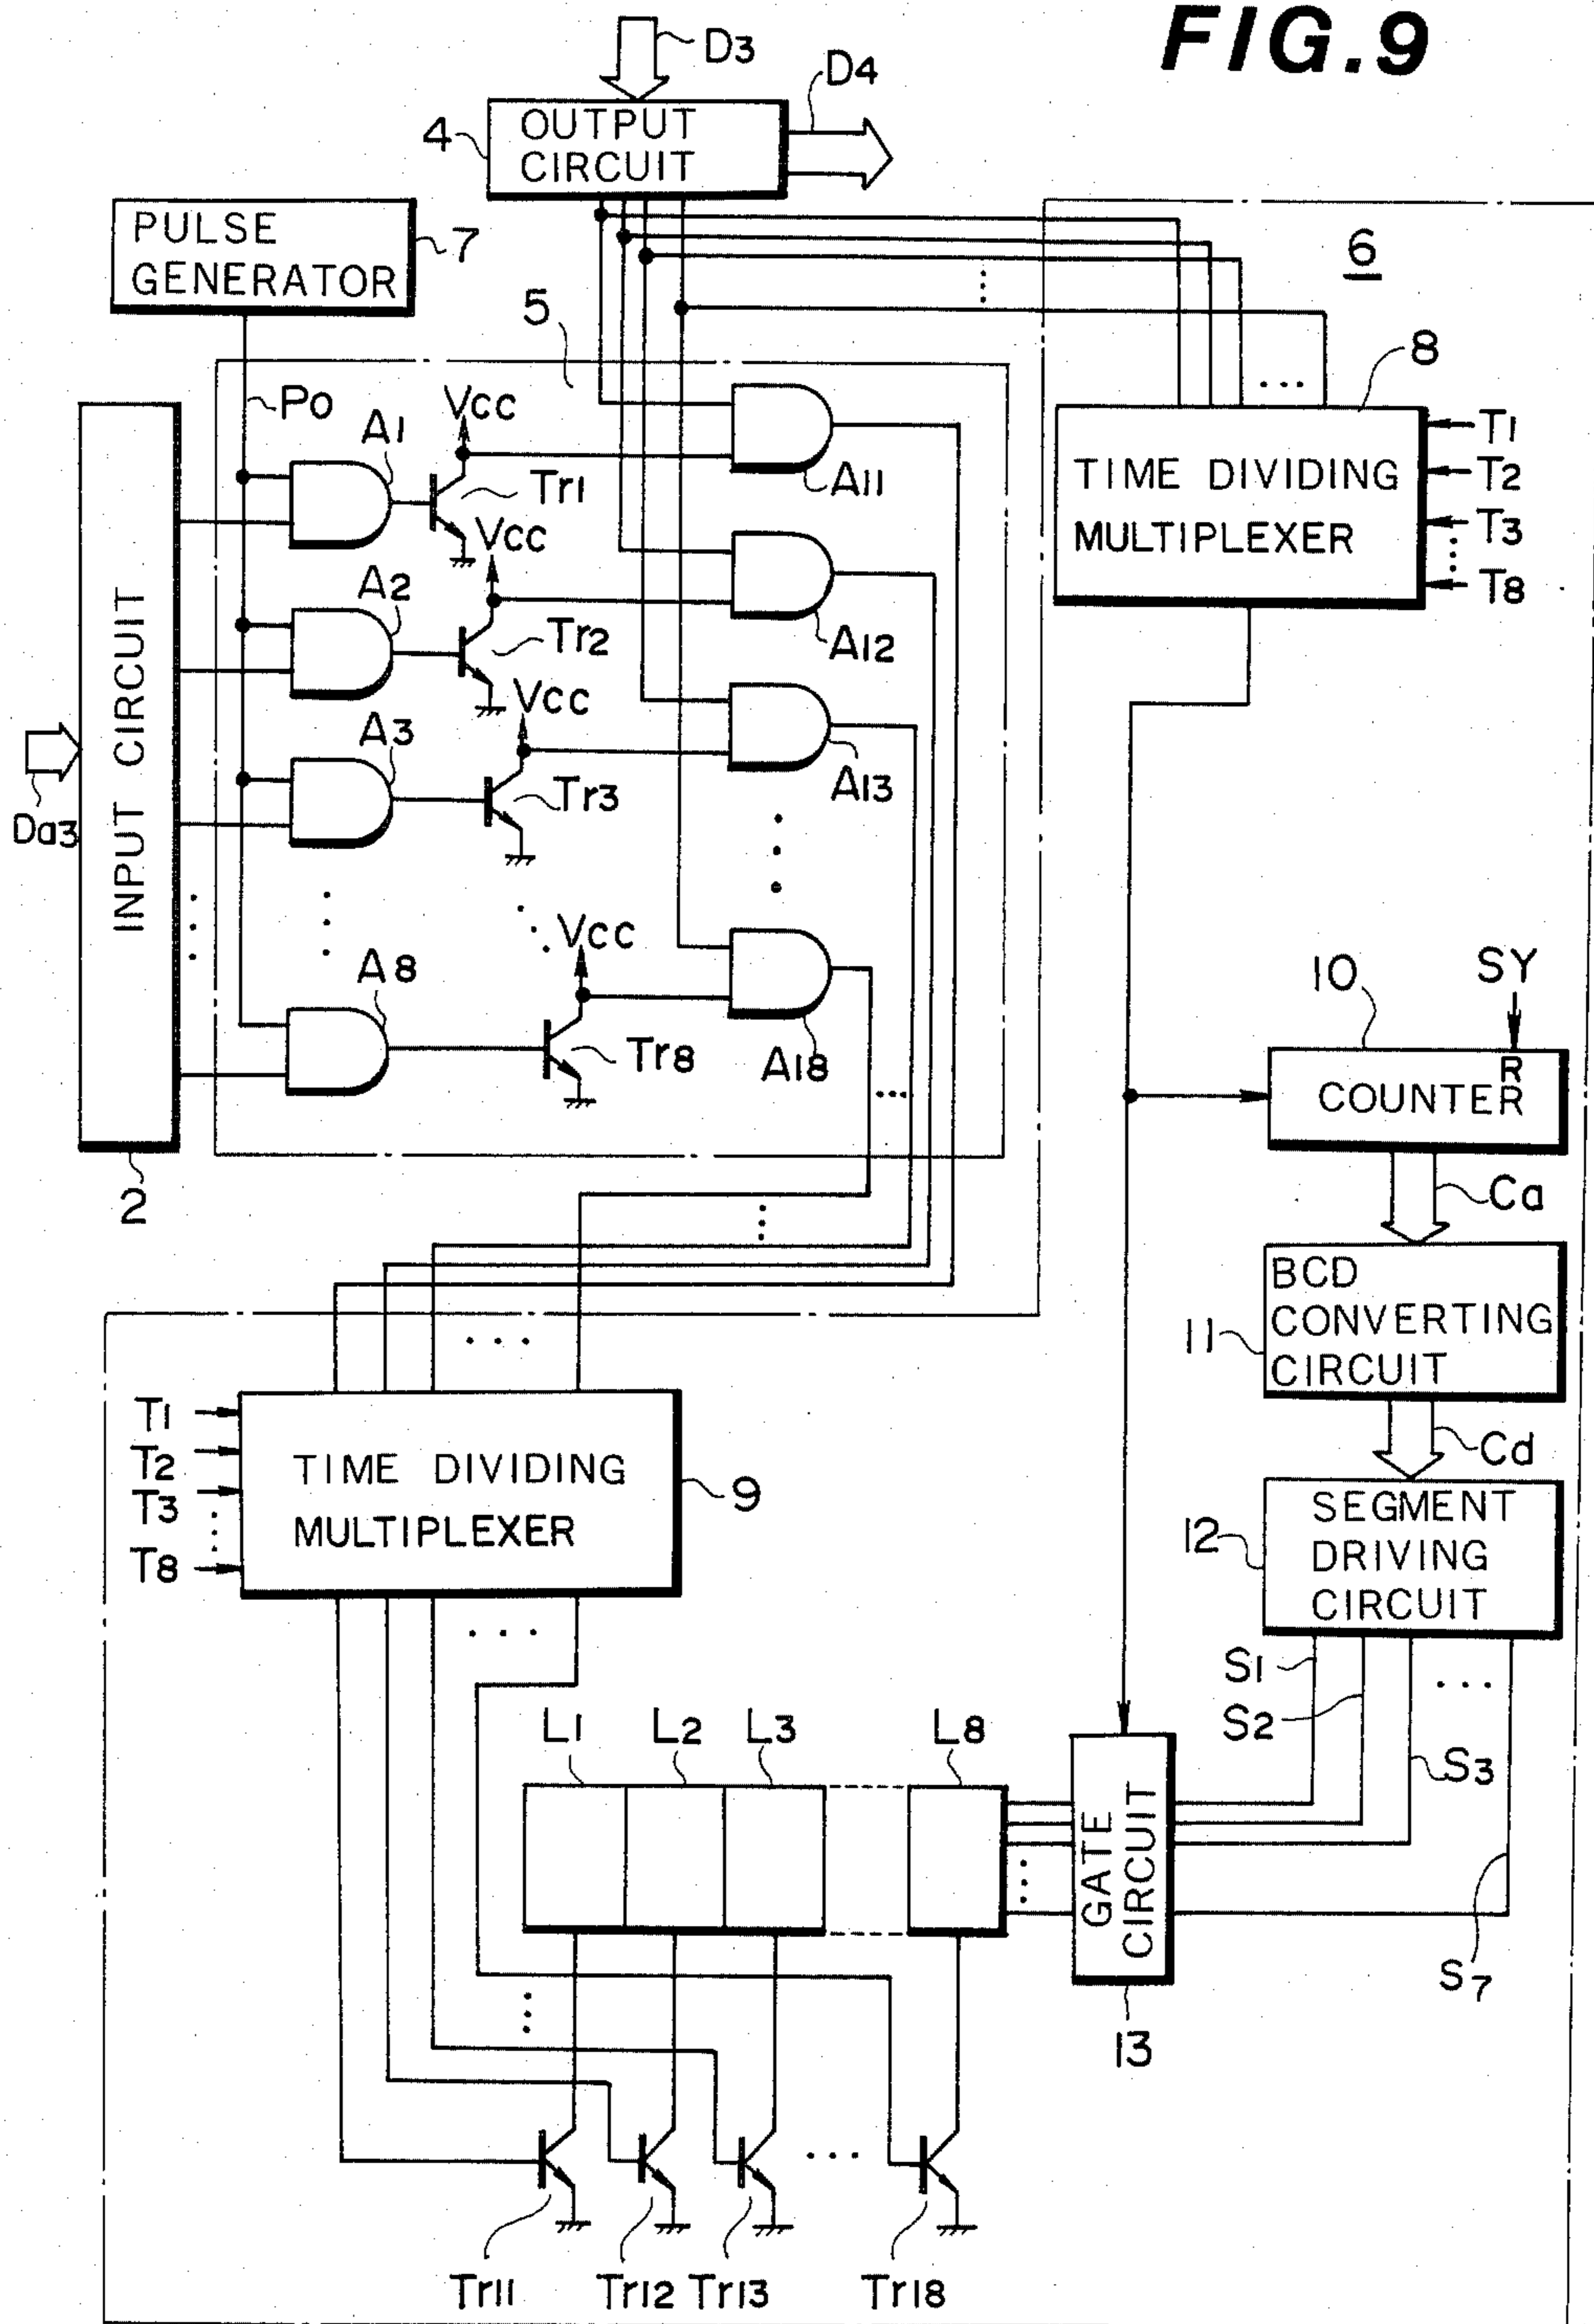 FIG.9
D3
D4
4
OUTPUT
CIRCUIT
PULSE
GENERATOR
7
6
5
8
Po
A1
Vcc
Tr1
A11
TIME DIVIDING
MULTIPLEXER
T1
T2
T3
T8
INPUT CIRCUIT
2
Da3
A2
Vcc
Tr2
A12
A3
Vcc
Tr3
A13
A8
Vcc
Tr8
A18
10
SY
R
COUNTER
Ca
BCD
CONVERTING
CIRCUIT
11
Cd
T1
T2
T3
T8
TIME DIVIDING
MULTIPLEXER
9
12
SEGMENT
DRIVING
CIRCUIT
S1
S2
S3
S7
L1
L2
L3
L8
GATE
CIRCUIT
13
Tr11
Tr12
Tr13
Tr18